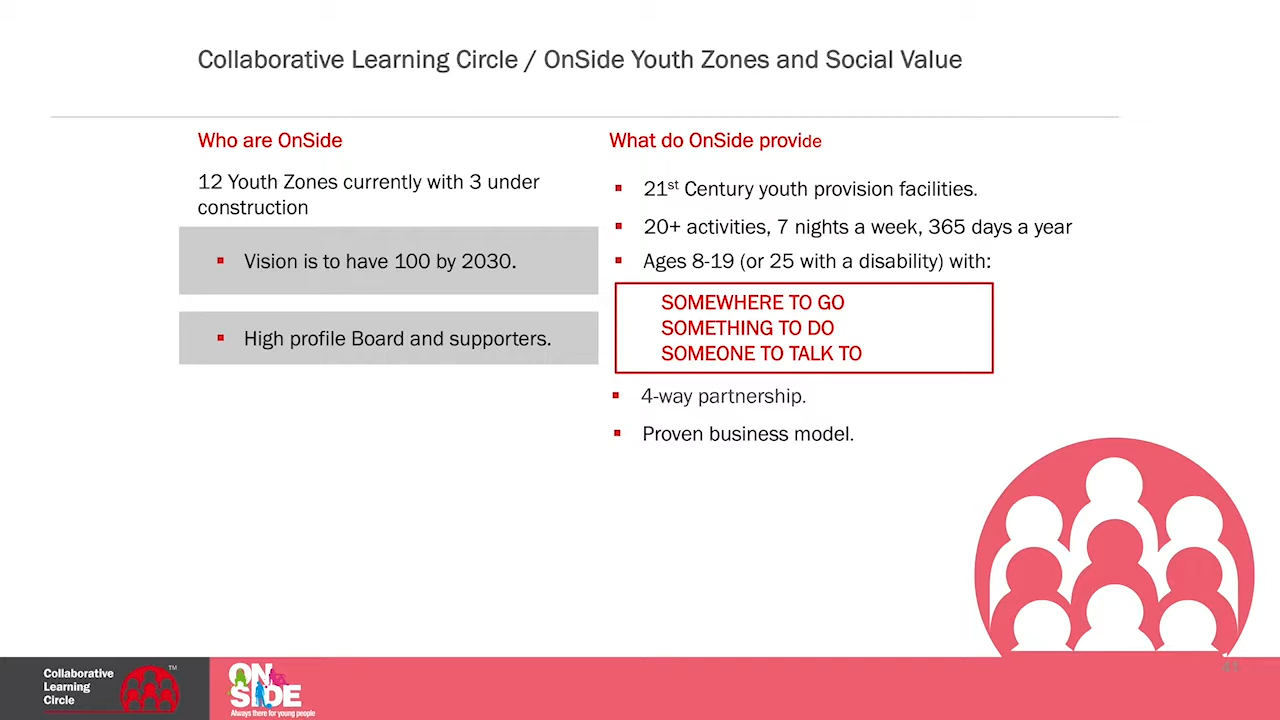 Collaborative Learning Circle / OnSide Youth Zones and Social Value
Who are OnSide
12 Youth Zones currently with 3 under
construction
Vision is to have 100 by 2030.
High profile Board and supporters.
What do OnSide provide
21st Century youth provision facilities.
20+ activities, 7 nights a week, 365 days a year
Ages 8-19 (or 25 with a disability) with:
SOMEWHERE TO GO
SOMETHING TO DO
SOMEONE TO TALK TO
4-way partnership.
Proven business model.
Collaborative
Learning
Circle
TM
ON
SIDE
Always there for young people